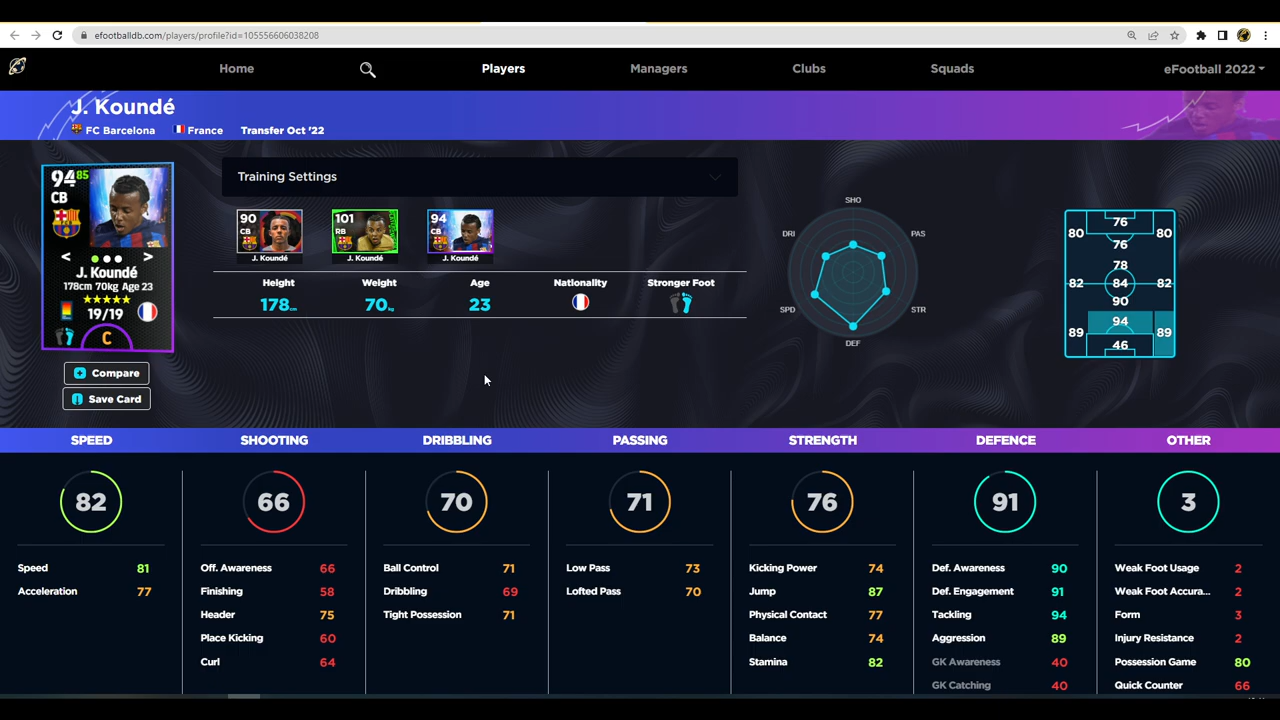 efootballdb.com/players/profile?id=105556606038208
Home Players Managers Clubs Squads eFootball 2022
J. Koundé
FC Barcelona France Transfer Oct '22
94 85
CB
< >
J. Koundé
178cm 70kg Age 23
★★★★★
19/19
C
Compare
Save Card
Training Settings
90 CB J. Koundé
101 RB J. Koundé
94 CB J. Koundé
Height Weight Age Nationality Stronger Foot
178cm 70kg 23
SHO
DRI PAS
SPD STR
DEF
76
80 80
76
78
82 84 82
90
94
89 89
46
SPEED SHOOTING DRIBBLING PASSING STRENGTH DEFENCE OTHER
82 66 70 71 76 91 3
Speed 81
Acceleration 77
Off. Awareness 66
Finishing 58
Header 75
Place Kicking 60
Curl 64
Ball Control 71
Dribbling 69
Tight Possession 71
Low Pass 73
Lofted Pass 70
Kicking Power 74
Jump 87
Physical Contact 77
Balance 74
Stamina 82
Def. Awareness 90
Def. Engagement 91
Tackling 94
Aggression 89
GK Awareness 40
GK Catching 40
Weak Foot Usage 2
Weak Foot Accura... 2
Form 3
Injury Resistance 2
Possession Game 80
Quick Counter 66